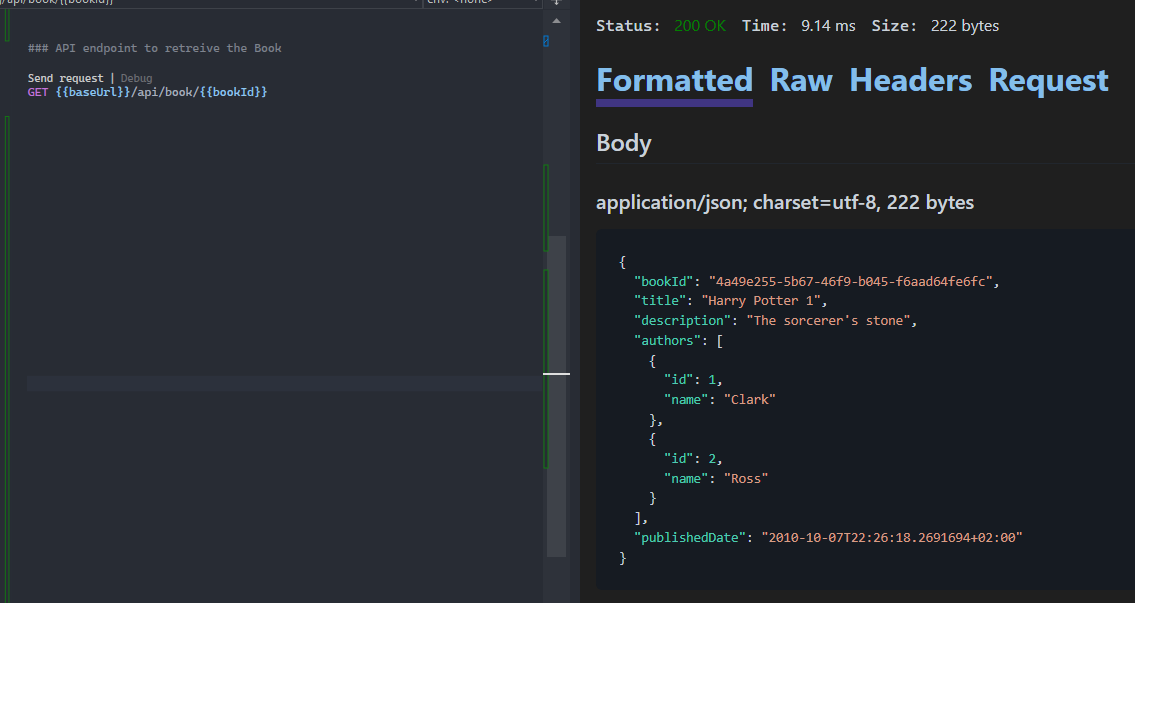 /api/book/{{bookId}}
env: <none>
### API endpoint to retreive the Book
Send request | Debug
GET {{baseUrl}}/api/book/{{bookId}}
Status: 200 OK Time: 9.14 ms Size: 222 bytes
Formatted Raw Headers Request
Body
application/json; charset=utf-8, 222 bytes
{
"bookId": "4a49e255-5b67-46f9-b045-f6aad64fe6fc",
"title": "Harry Potter 1",
"description": "The sorcerer's stone",
"authors": [
{
"id": 1,
"name": "Clark"
},
{
"id": 2,
"name": "Ross"
}
],
"publishedDate": "2010-10-07T22:26:18.2691694+02:00"
}